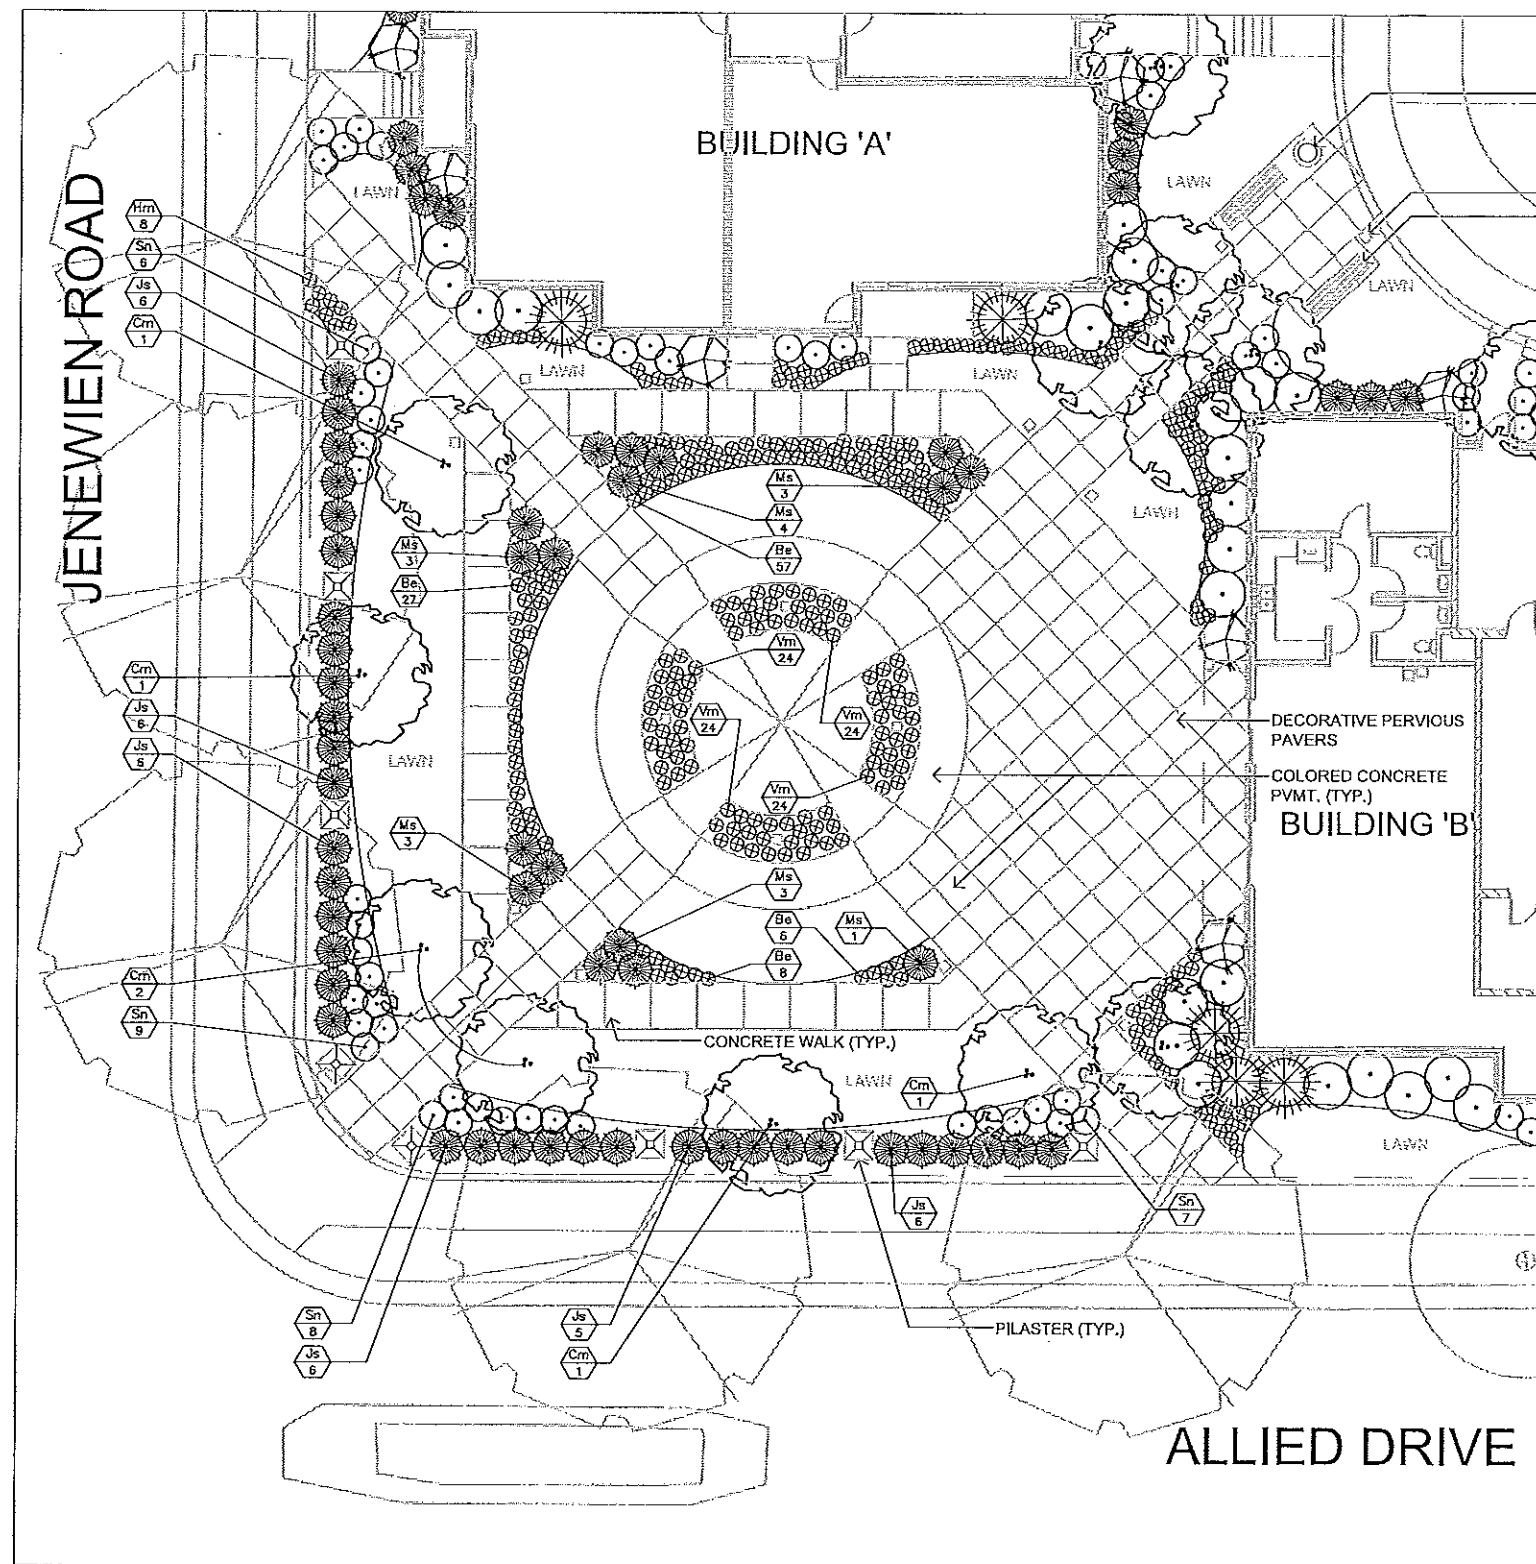 BUILDING 'A'
JENEWIEN ROAD
LAWN
LAWN
LAWN
Hm
8
Sn
6
Js
6
Cm
1
LAWN
LAWN
Ms
3
Ms
4
Be
57
LAWN
Ms
3
Be
27
Vm
24
Cm
1
Js
6
Js
6
Vm
24
Vm
24
DECORATIVE PERVIOUS
PAVERS
LAWN
COLORED CONCRETE
PVMT. (TYP.)
Vm
24
BUILDING 'B'
Ms
3
Ms
3
Be
6
Ms
1
Be
8
Cm
2
Sn
9
CONCRETE WALK (TYP.)
LAWN
Cm
1
LAWN
Js
6
Sn
7
Sn
8
Js
5
PILASTER (TYP.)
Js
6
Cm
1
ALLIED DRIVE